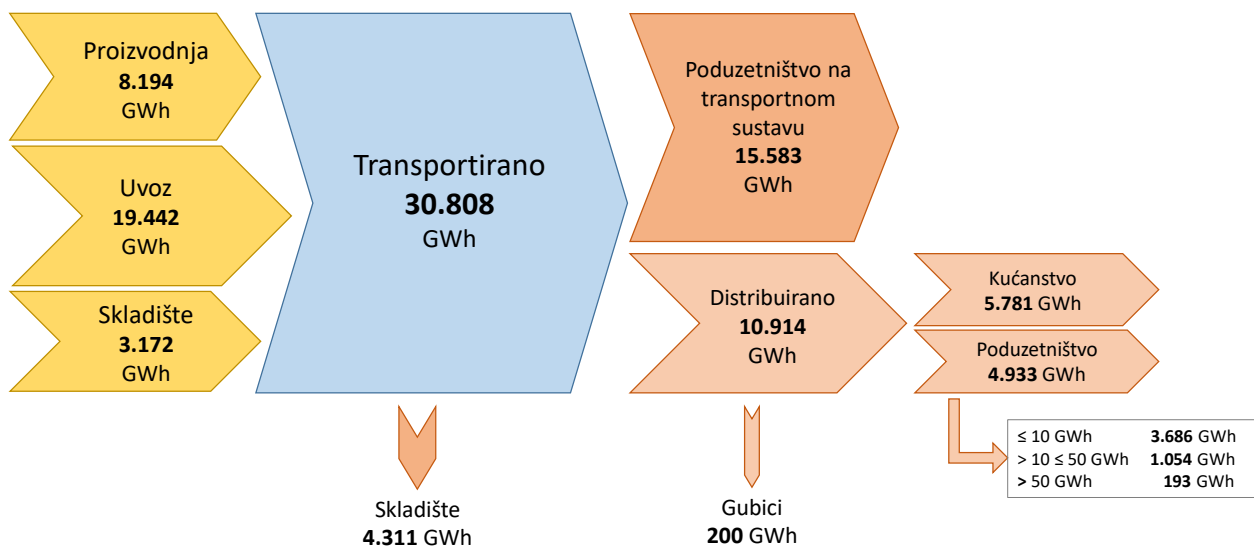 Proizvodnja
8.194
GWh
Uvoz
19.442
GWh
Skladište
3.172
GWh
Transportirano
30.808
GWh
Poduzetništvo na
transportnom
sustavu
15.583
GWh
Distribuirano
10.914
GWh
Kućanstvo
5.781 GWh
Poduzetništvo
4.933 GWh
≤ 10 GWh 3.686 GWh
> 10 ≤ 50 GWh 1.054 GWh
> 50 GWh 193 GWh
Skladište
4.311 GWh
Gubici
200 GWh